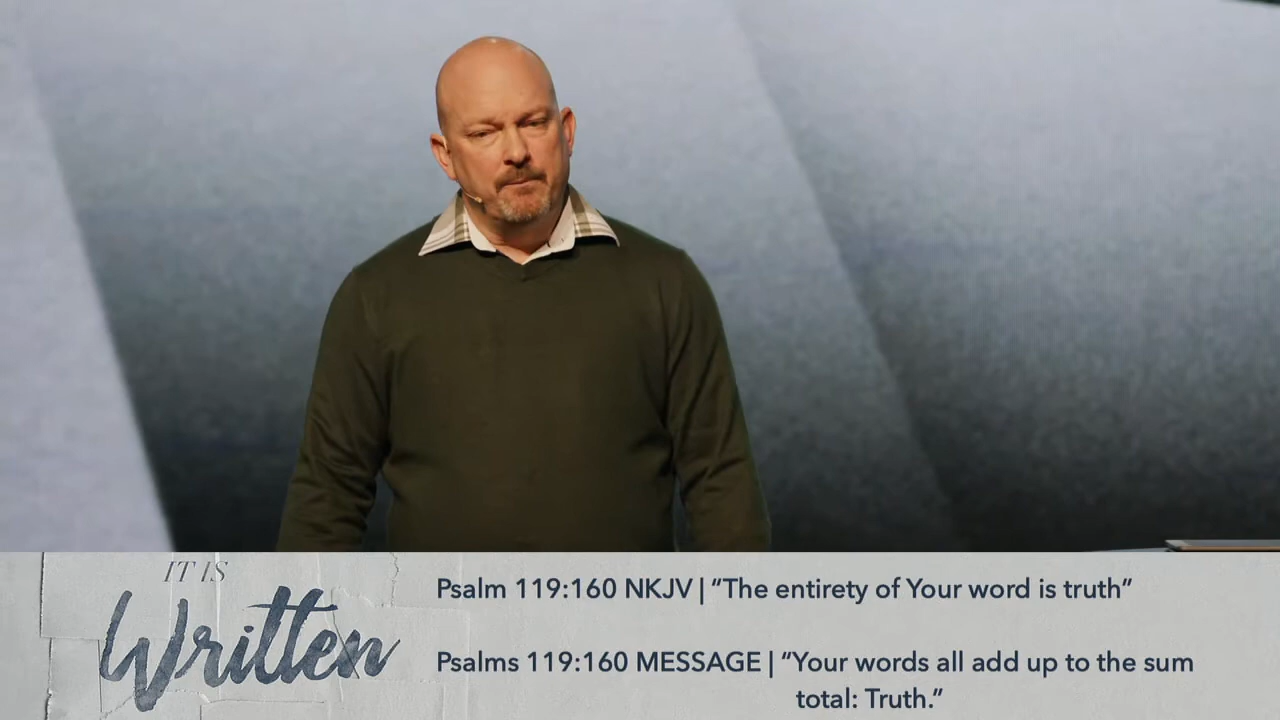 IT IS
Written
Psalm 119:160 NKJV | “The entirety of Your word is truth”
Psalms 119:160 MESSAGE | “Your words all add up to the sum
total: Truth.”